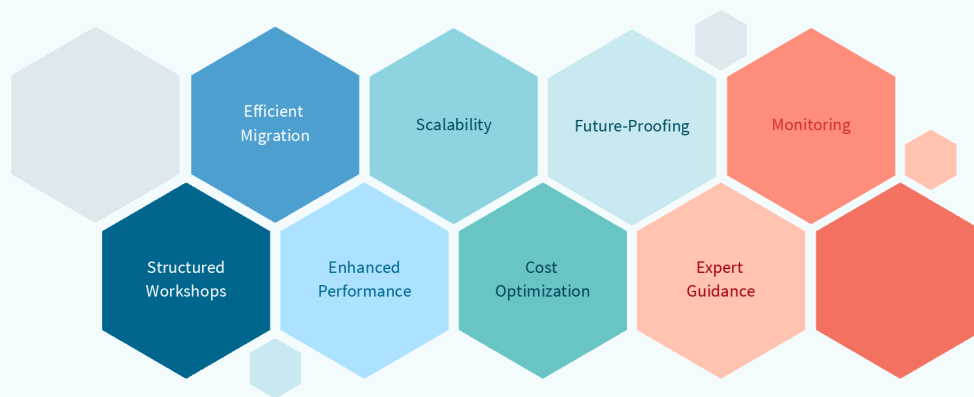 Efficient
Migration
Scalability
Future-Proofing
Monitoring
Structured
Workshops
Enhanced
Performance
Cost
Optimization
Expert
Guidance